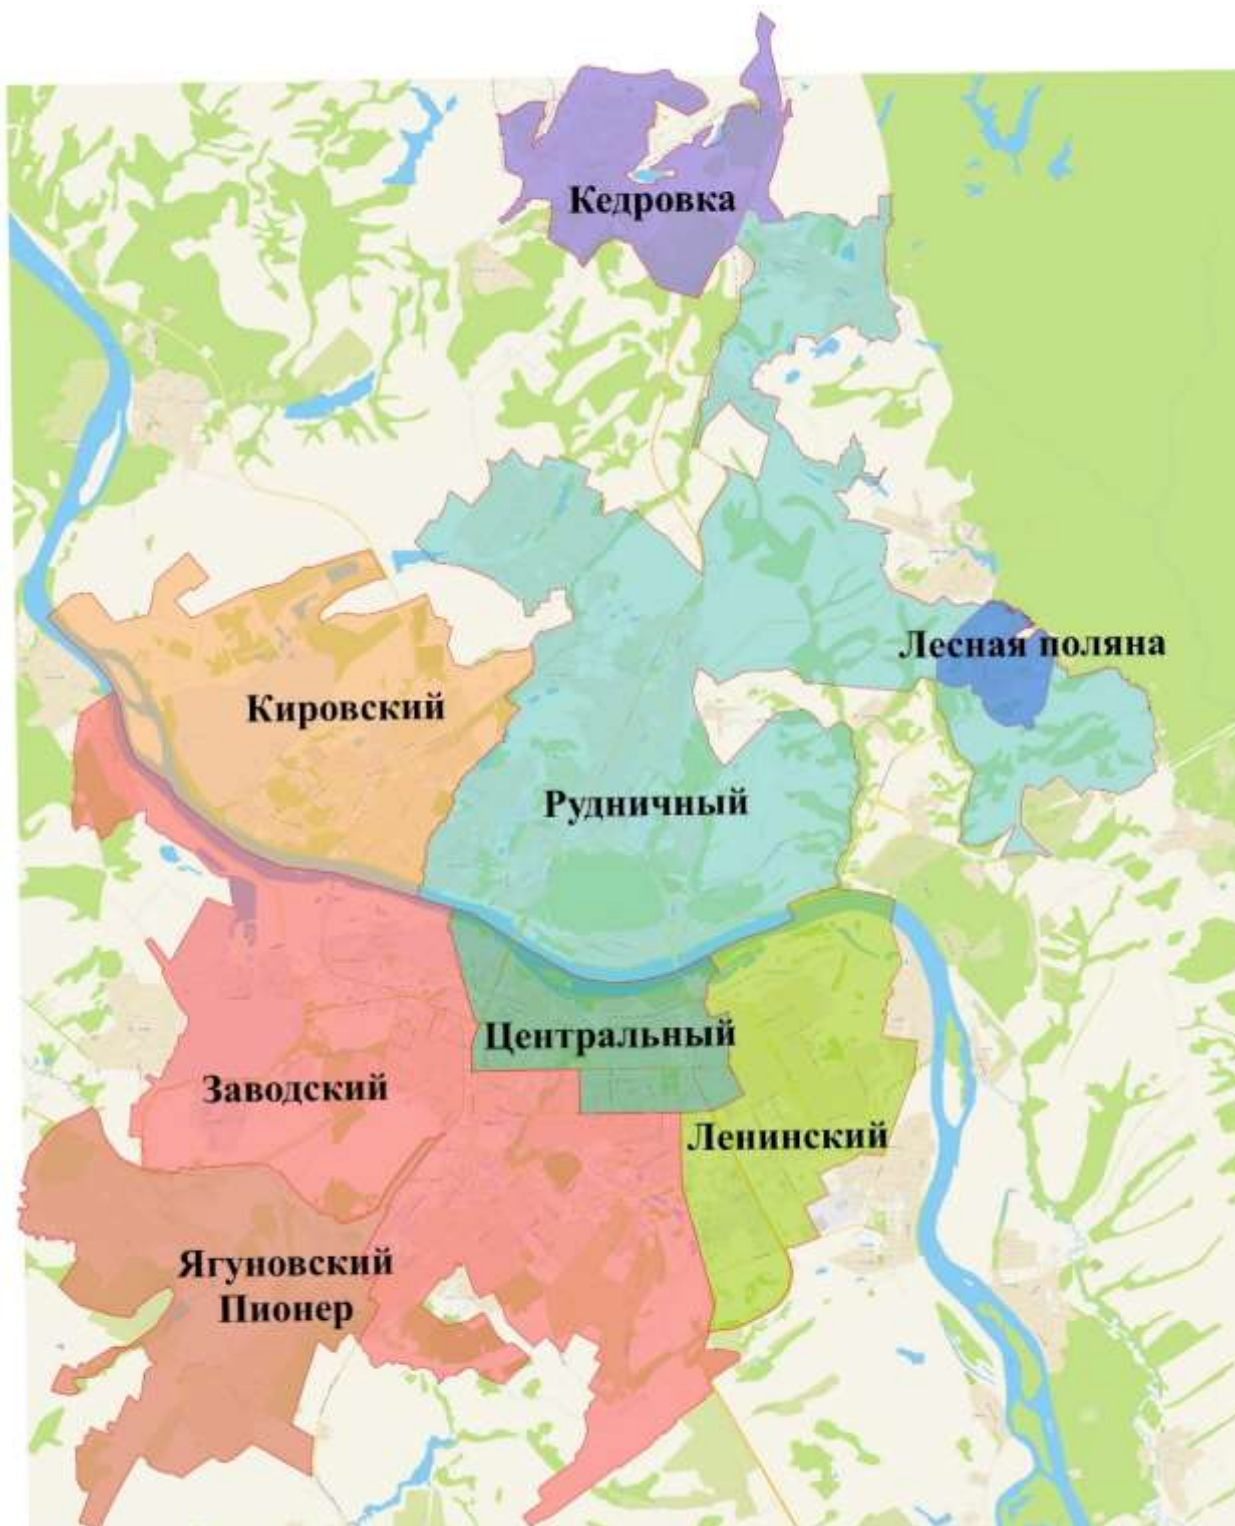 Кедровка
Лесная поляна
Кировский
Рудничный
Центральный
Заводский
Ленинский
Ягуновский
Пионер